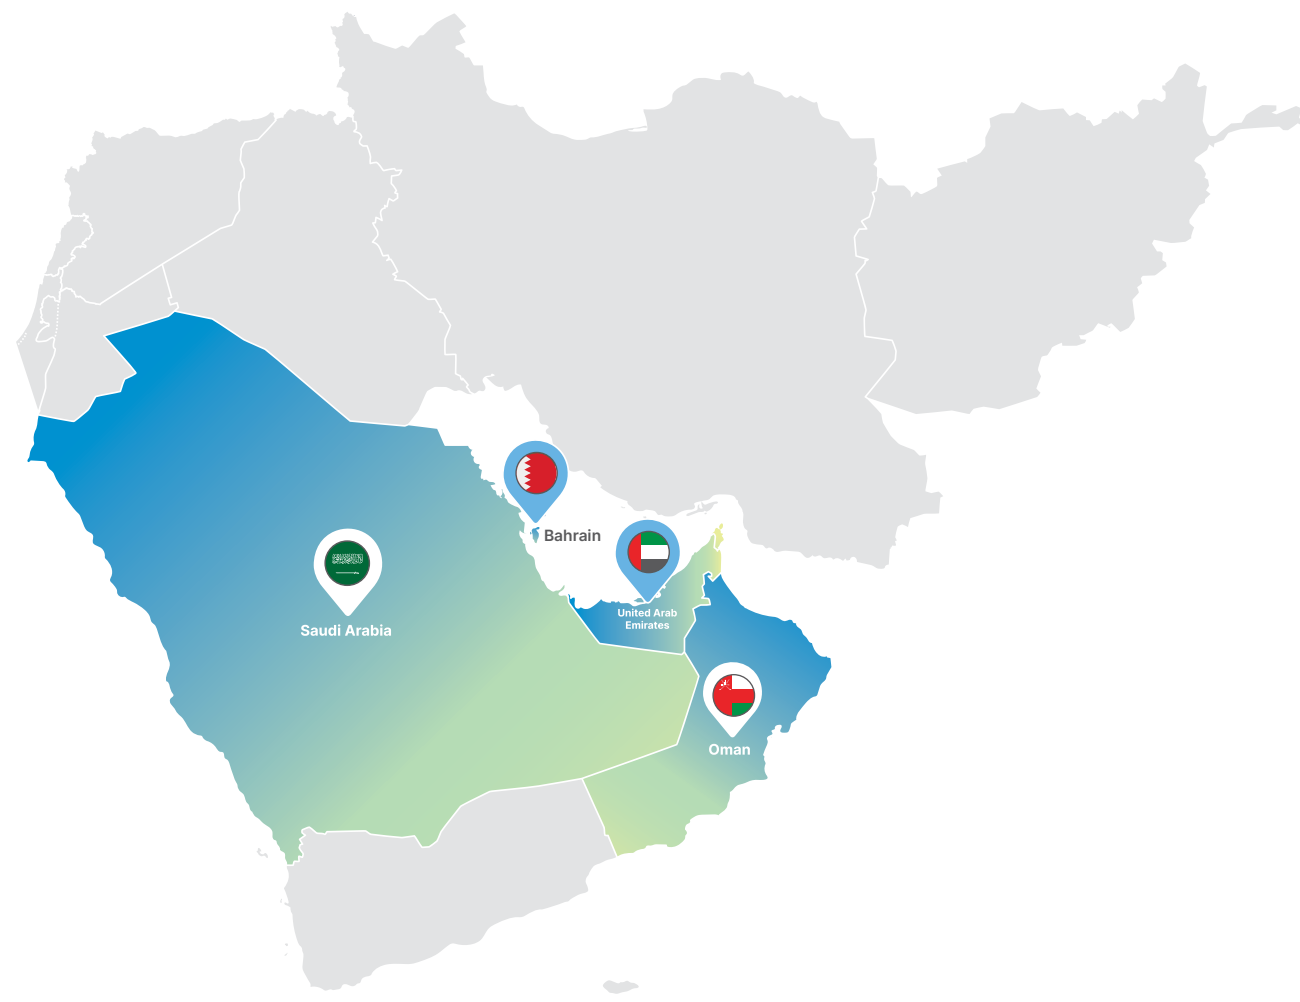 Bahrain
United Arab
Emirates
Saudi Arabia
Oman